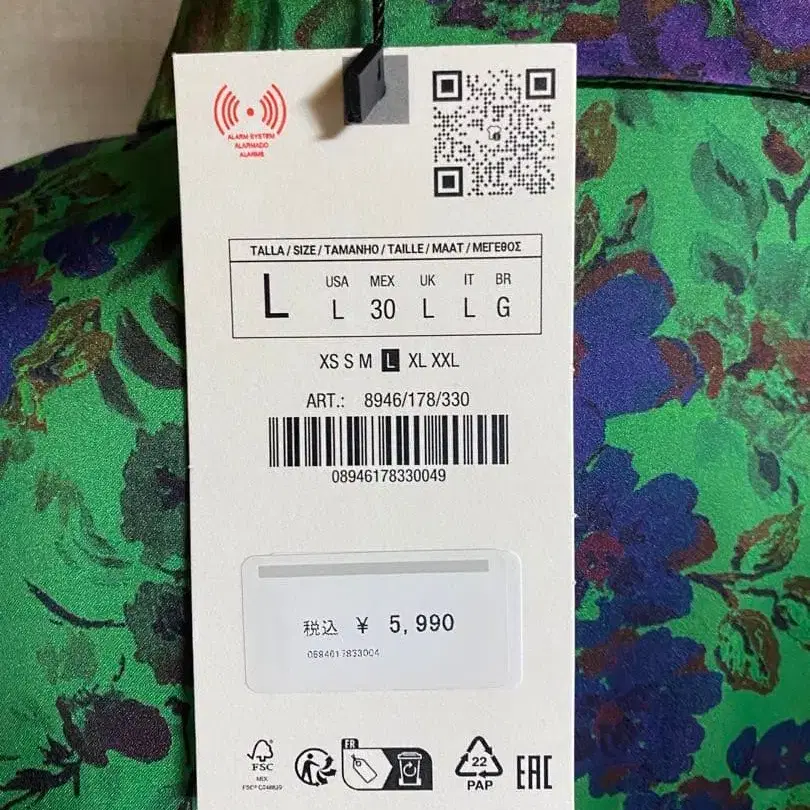 ALARM SYSTEM
ALARMADO
ALARME
TALLA / SIZE / TAMANHO / TAILLE / MAAT / ΜΕΓΕΘΟΣ
L
USA MEX UK IT BR
L 30 L L G
XS S M L XL XXL
ART.: 8946/178/330
08946178330049
税込 ¥ 5,990
FR
FSC
MIX
22
PAP
EAC